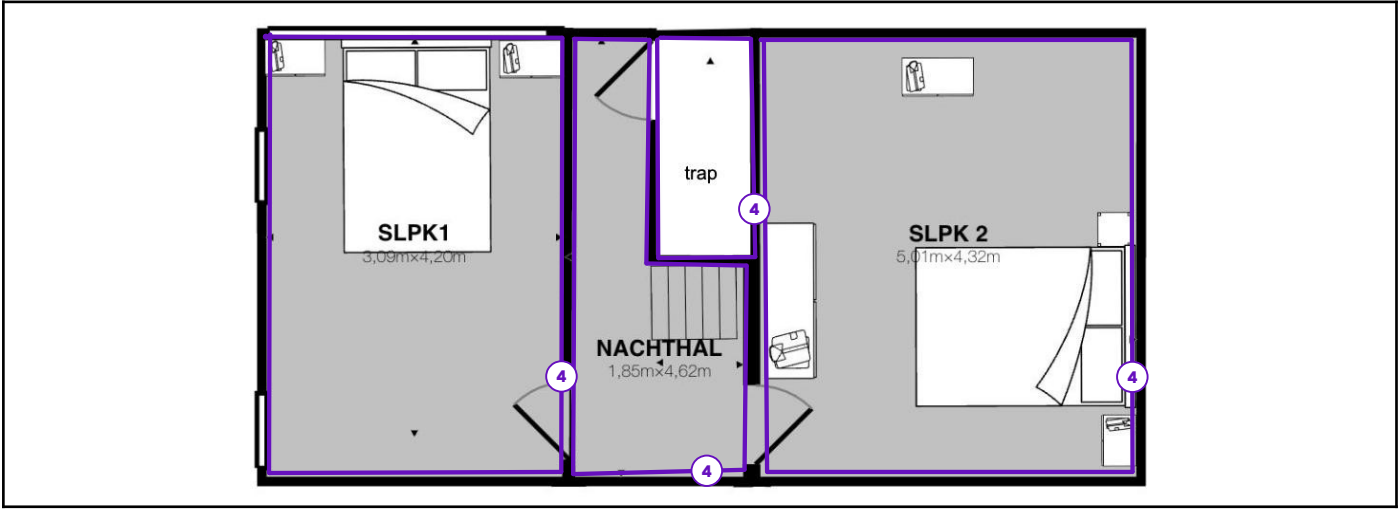 trap
4
SLPK1
3,09m×4,20m
SLPK 2
5,01m×4,32m
NACHTHAL
1,85m×4,62m
4
4
4